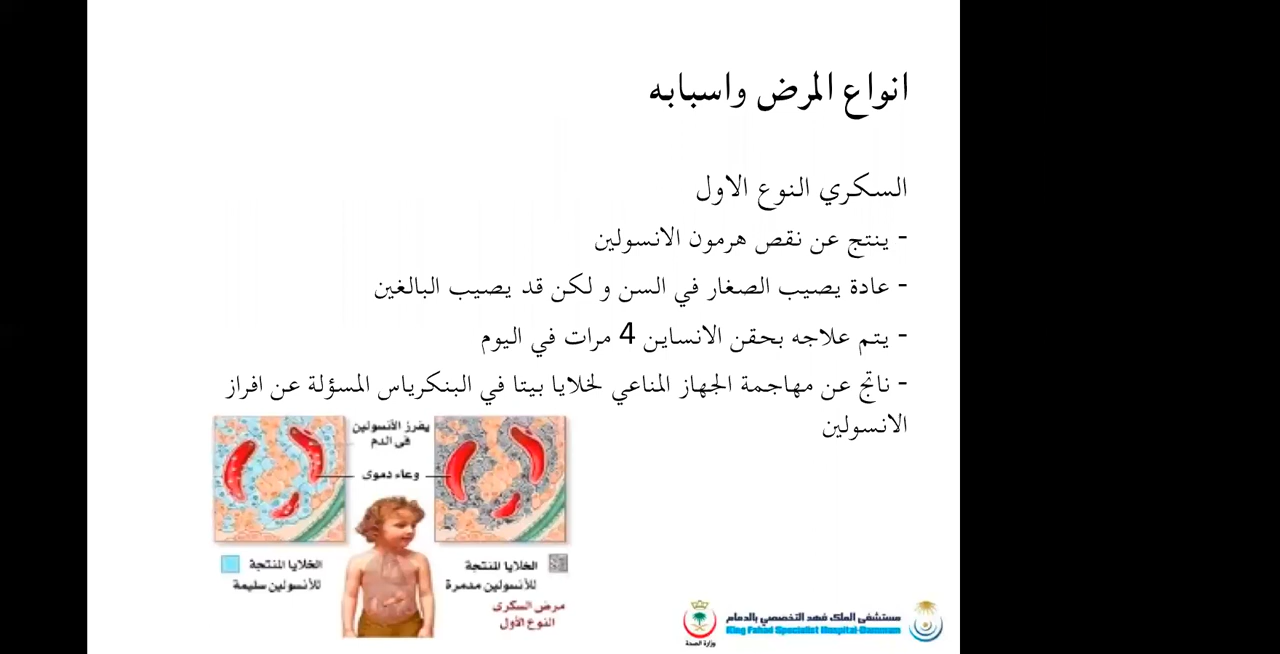 انواع المرض واسبابه
السكري النوع الاول
- ينتج عن نقص هرمون الانسولين
- عادة يصيب الصغار في السن و لكن قد يصيب البالغين
- يتم علاجه بحقن الانساين 4 مرات في اليوم
- ناتج عن مهاجمة الجهاز المناعي لخلايا بيتا في البنكرياس المسؤلة عن افراز
الانسولين
يفرز الأنسولين
فى الدم
وعاء دموى
الخلايا المنتجة
للأنسولين مدمرة
مرض السكرى
النوع الأول
الخلايا المنتجة
للأنسولين سليمة
مستشفى الملك فهد التخصصي بالدمام
King Fahad Specialist Hospital-Dammam
وزارة الصحة